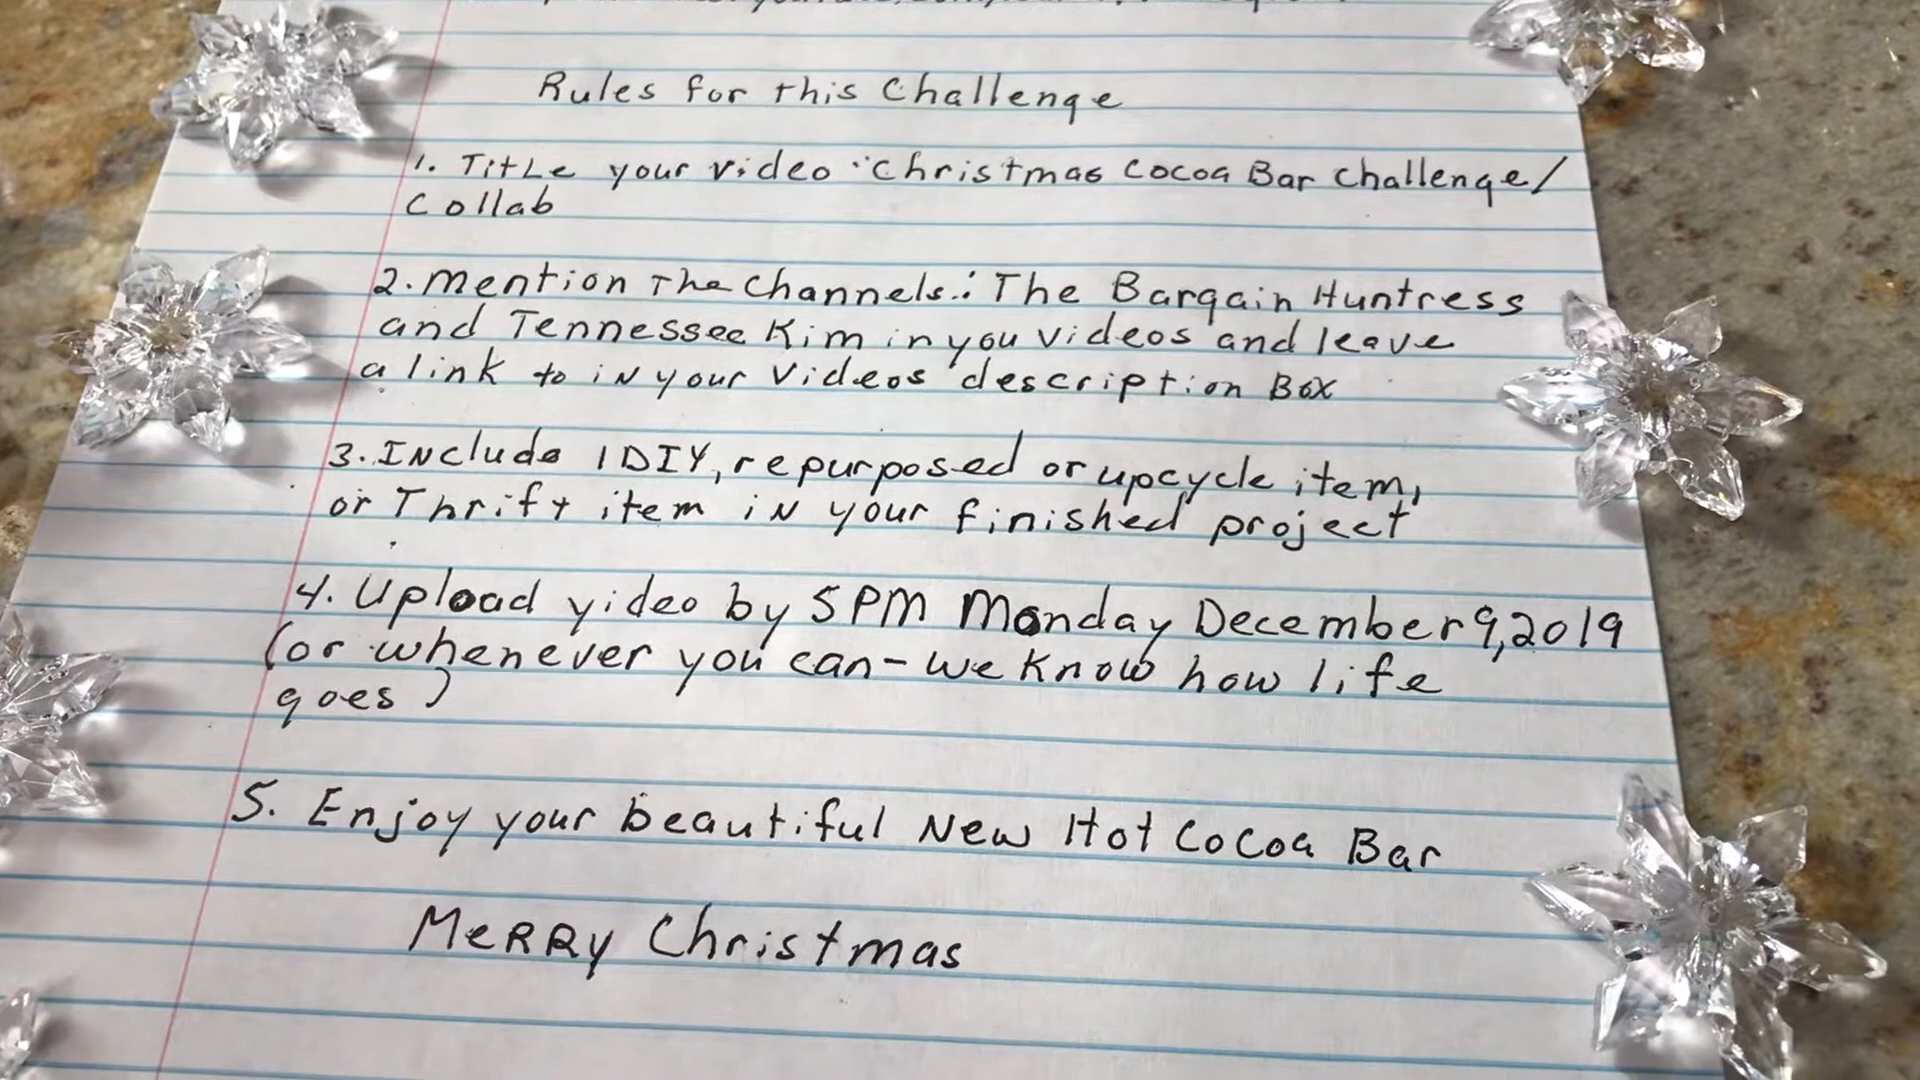 Rules for this Challenge
1. Title your video "Christmas Cocoa Bar Challenge/
Collab
2. Mention The Channels: The Bargain Huntress
and Tennessee Kim in you videos and leave
a link to in your videos description Box
3. Include 1 DIY, repurposed or upcycle item,
or Thrift item in your finished project
4. Upload video by 5PM Monday December 9, 2019
(or whenever you can - we know how life
goes)
5. Enjoy your beautiful New Hot Cocoa Bar
Merry Christmas